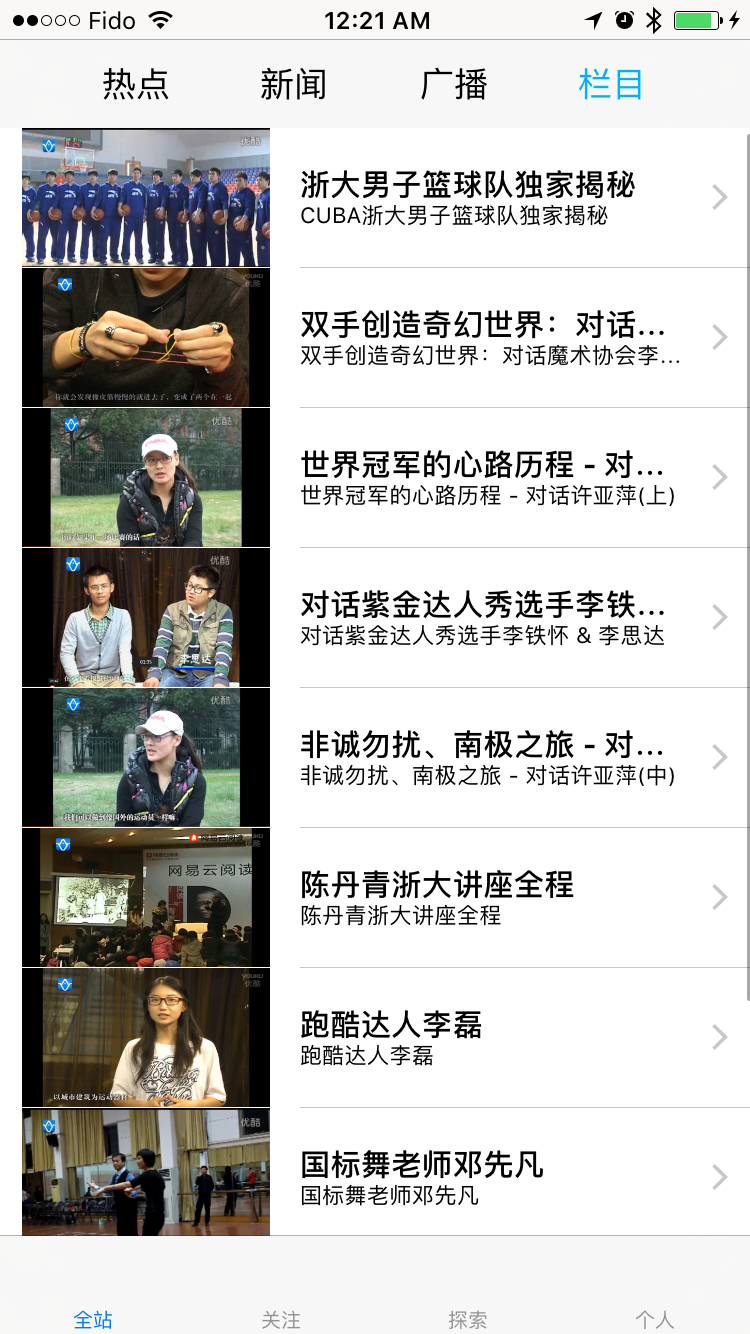 Fido 12:21 AM
热点 新闻 广播 栏目
优酷
浙大男子篮球队独家揭秘
CUBA浙大男子篮球队独家揭秘
YOUKU
优酷
你就会发现橡皮筋慢慢的就进去了，变成了两个在一起
双手创造奇幻世界：对话...
双手创造奇幻世界：对话魔术协会李...
优酷
世界冠军的心路历程 - 对...
世界冠军的心路历程 - 对话许亚萍(上)
优酷
李思达
对话紫金达人秀选手李铁...
对话紫金达人秀选手李铁怀 & 李思达
优酷
我们可以做到像国外的运动员一样嘛
非诚勿扰、南极之旅 - 对...
非诚勿扰、南极之旅 - 对话许亚萍(中)
网易云阅读
陈丹青浙大讲座全程
陈丹青浙大讲座全程
YOUKU
优酷
以城市建筑为运动器材
跑酷达人李磊
跑酷达人李磊
优酷
国标舞老师邓先凡
国标舞老师邓先凡
全站 关注 探索 个人